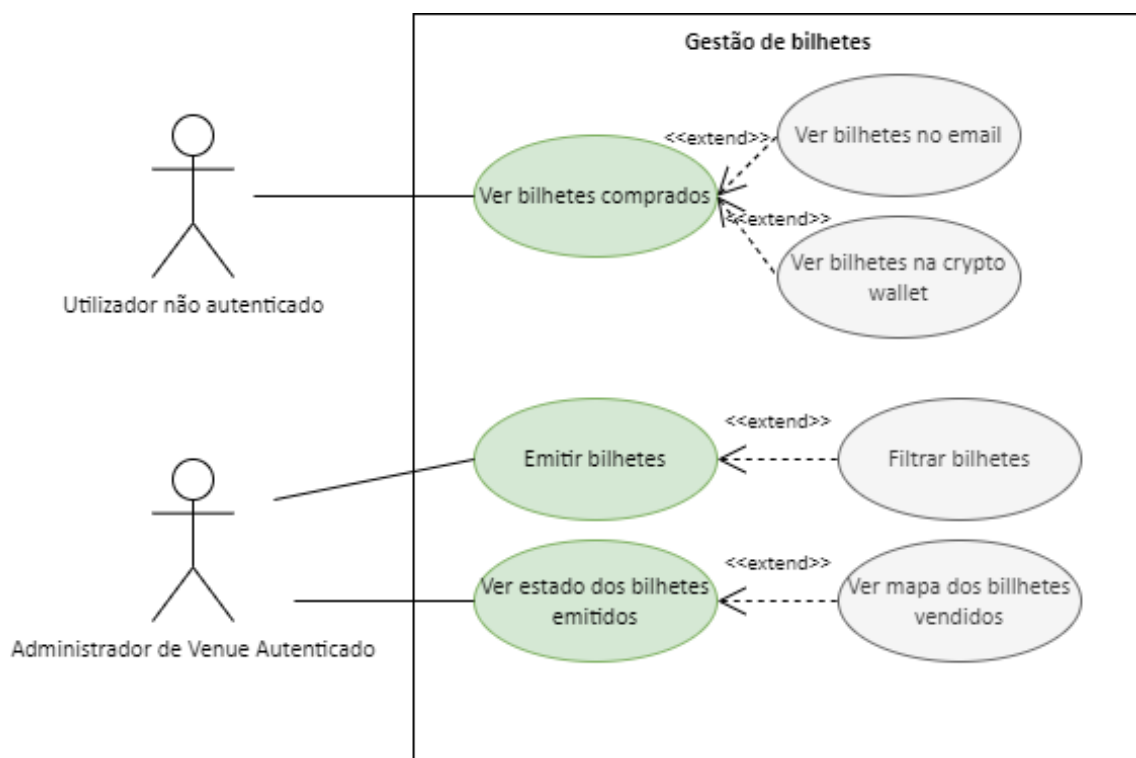 Gestão de bilhetes
Ver bilhetes no email
<<extend>>
Ver bilhetes comprados
<<extend>>
Ver bilhetes na crypto
wallet
Utilizador não autenticado
<<extend>>
Emitir bilhetes
Filtrar bilhetes
<<extend>>
Ver estado dos bilhetes
emitidos
Ver mapa dos billhetes
vendidos
Administrador de Venue Autenticado